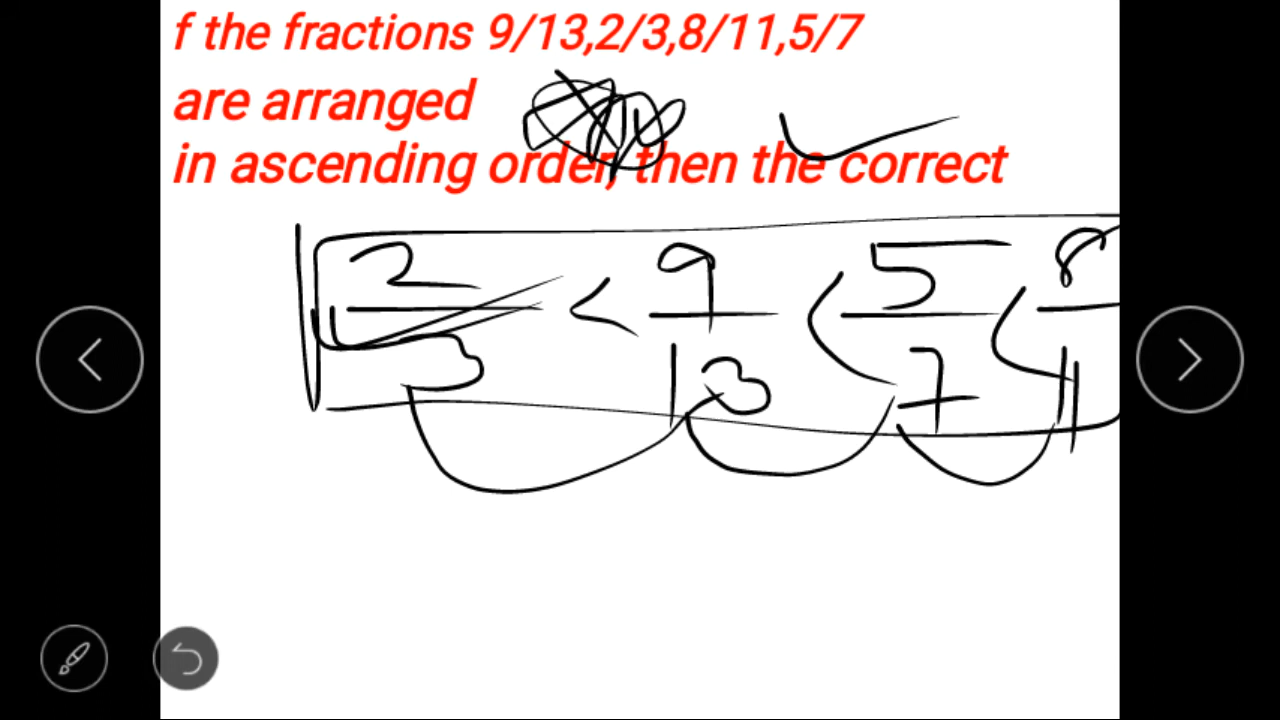 f the fractions 9/13,2/3,8/11,5/7
are arranged
in ascending order, then the correct
2/3 < 9/13 < 5/7 < 8/11